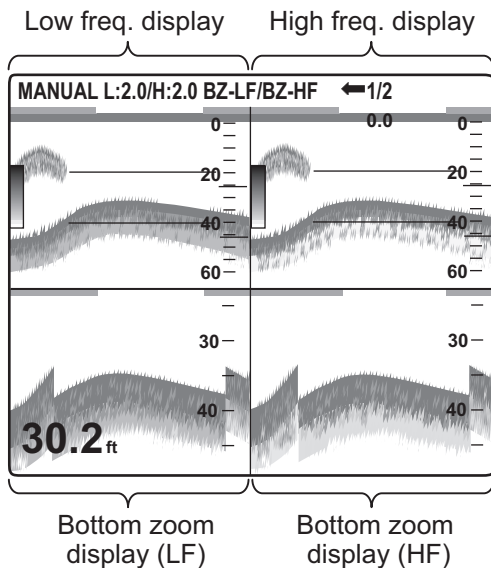 Low freq. display High freq. display
MANUAL L:2.0/H:2.0 BZ-LF/BZ-HF ⬅1/2
0.0
0 0
20 20
40 40
60 60
30 30
40 40
30.2ft
Bottom zoom display (LF) Bottom zoom display (HF)